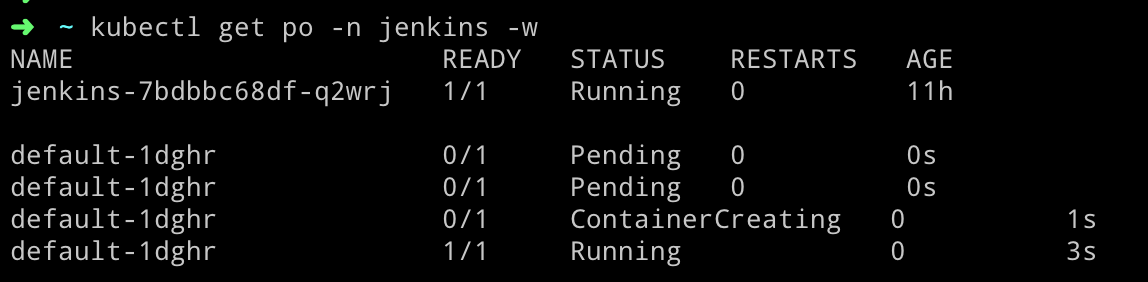 ➜ ~ kubectl get po -n jenkins -w
NAME READY STATUS RESTARTS AGE
jenkins-7bdbbc68df-q2wrj 1/1 Running 0 11h
default-1dghr 0/1 Pending 0 0s
default-1dghr 0/1 Pending 0 0s
default-1dghr 0/1 ContainerCreating 0 1s
default-1dghr 1/1 Running 0 3s